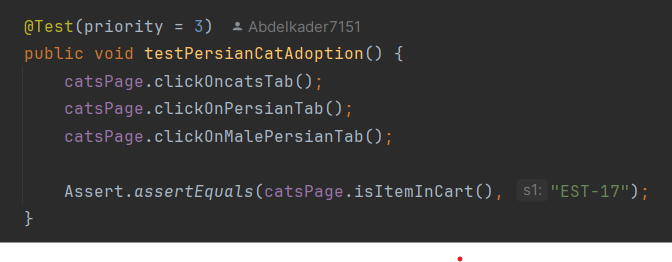 @Test(priority = 3) Abdelkader7151
public void testPersianCatAdoption() {
catsPage.clickOncatsTab();
catsPage.clickOnPersianTab();
catsPage.clickOnMalePersianTab();
Assert.assertEquals(catsPage.isItemInCart(), s1: "EST-17");
}